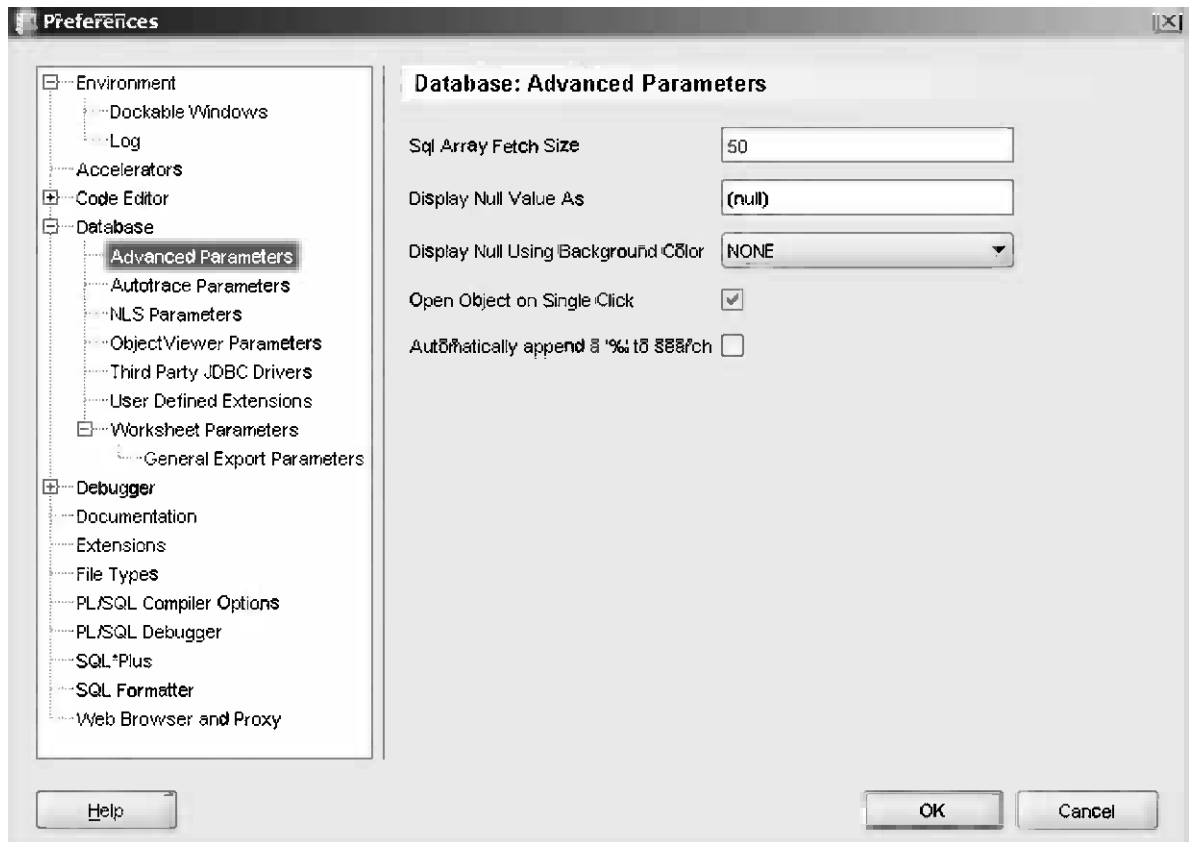 Preferences
Environment
Dockable Windows
Log
Accelerators
Code Editor
Database
Advanced Parameters
Autotrace Parameters
NLS Parameters
ObjectViewer Parameters
Third Party JDBC Drivers
User Defined Extensions
Worksheet Parameters
General Export Parameters
Debugger
Documentation
Extensions
File Types
PL/SQL Compiler Options
PL/SQL Debugger
SQL*Plus
SQL Formatter
Web Browser and Proxy
Database: Advanced Parameters
Sql Array Fetch Size 50
Display Null Value As (null)
Display Null Using Background Color NONE
Open Object on Single Click
Automatically append a '%' to search
Help OK Cancel